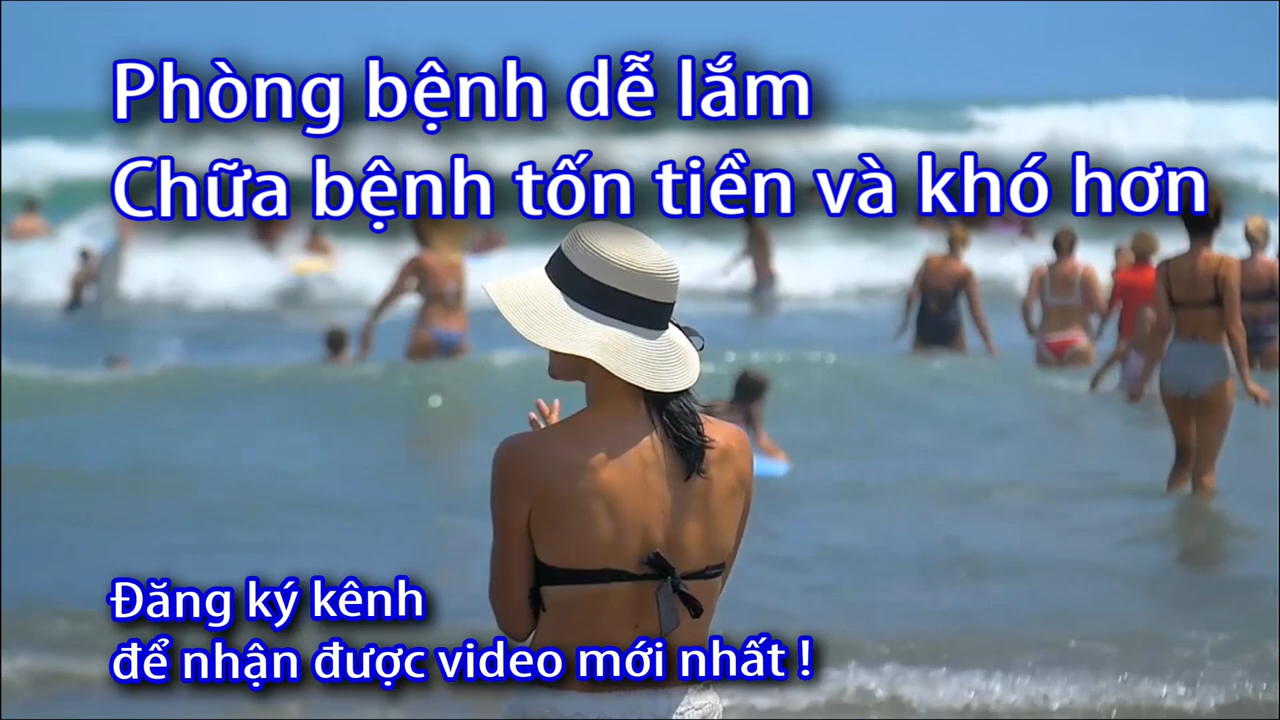 Phòng bệnh dễ lắm
Chữa bệnh tốn tiền và khó hơn
Đăng ký kênh
để nhận được video mới nhất !